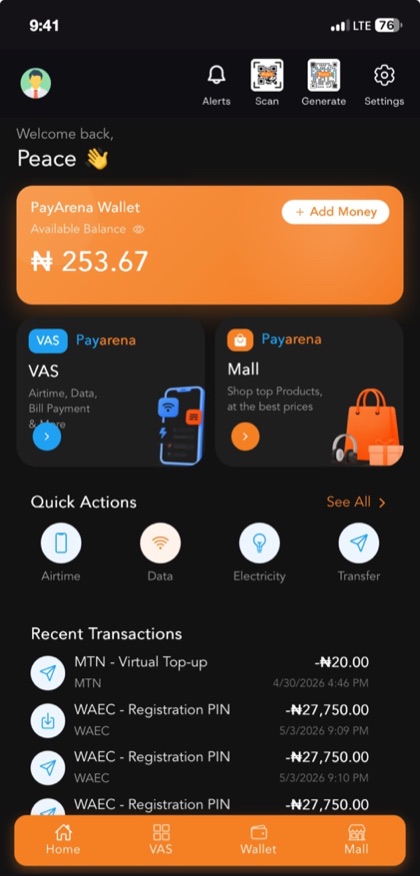 9:41
LTE 76
Alerts
Scan
Generate
Settings
Welcome back,
Peace 👋
PayArena Wallet
+ Add Money
Available Balance
₦ 253.67
VAS Payarena
VAS
Airtime, Data,
Bill Payment
& More
Payarena
Mall
Shop top Products,
at the best prices
Quick Actions
See All >
Airtime
Data
Electricity
Transfer
Recent Transactions
MTN - Virtual Top-up -₦20.00
MTN 4/30/2026 4:46 PM
WAEC - Registration PIN -₦27,750.00
WAEC 5/3/2026 9:09 PM
WAEC - Registration PIN -₦27,750.00
WAEC 5/3/2026 9:10 PM
WAEC - Registration PIN -₦27,750.00
Home
VAS
Wallet
Mall